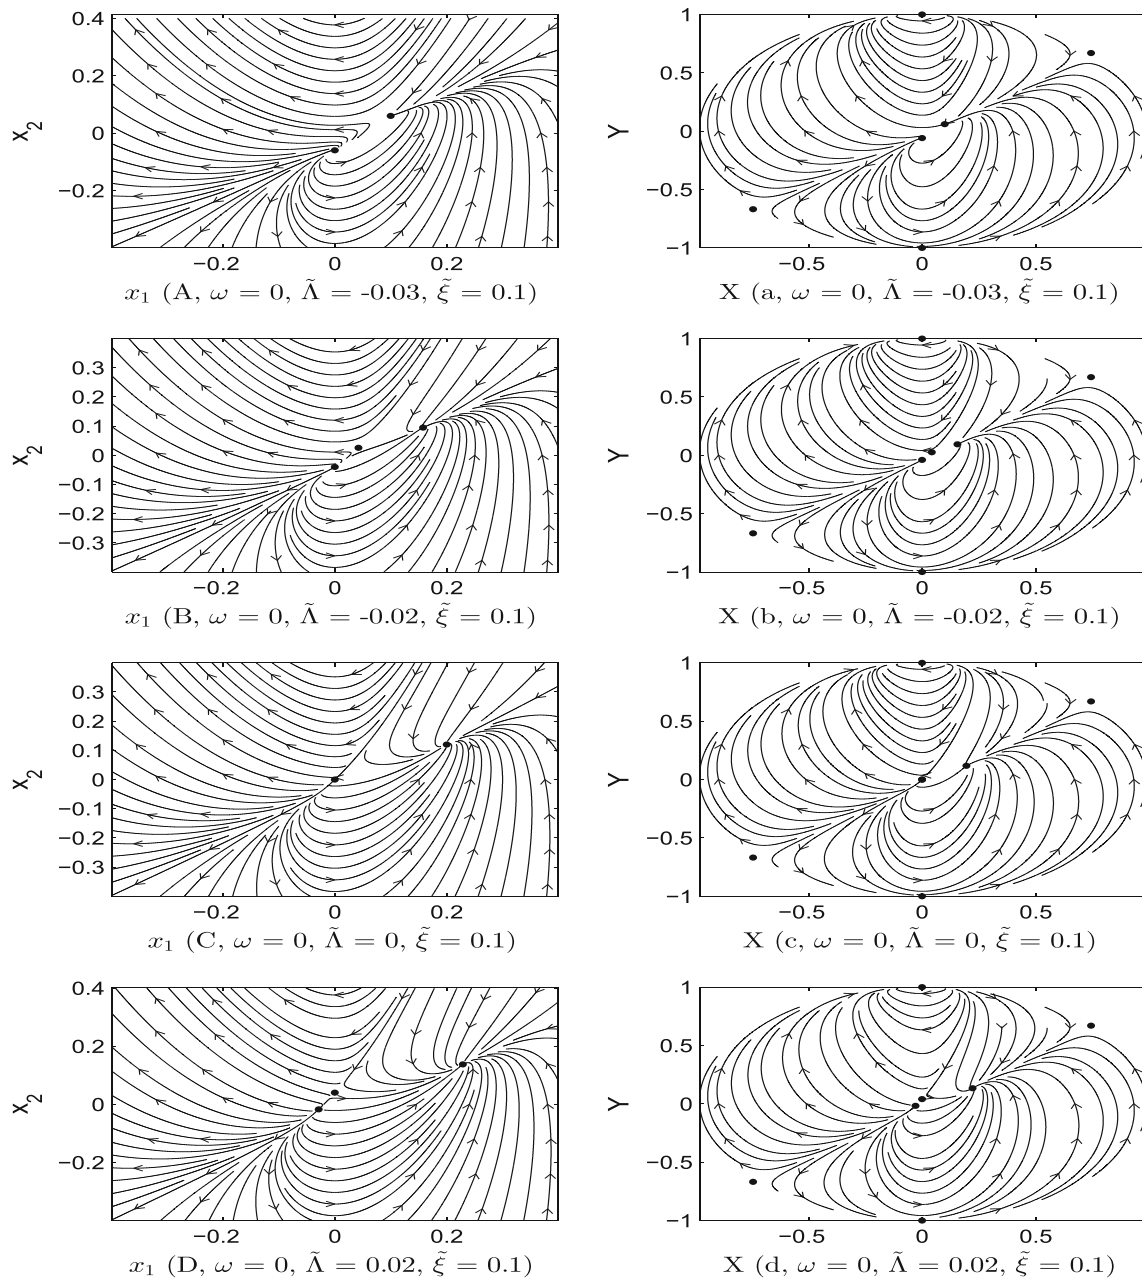 0.4
0.2
0
−0.2
x₂
−0.2 0 0.2
x₁ (A, ω = 0, Λ̃ = -0.03, ξ̃ = 0.1)
1
0.5
0
−0.5
−1
Y
−0.5 0 0.5
X (a, ω = 0, Λ̃ = -0.03, ξ̃ = 0.1)
0.3
0.2
0.1
0
−0.1
−0.2
−0.3
x₂
−0.2 0 0.2
x₁ (B, ω = 0, Λ̃ = -0.02, ξ̃ = 0.1)
1
0.5
0
−0.5
−1
Y
−0.5 0 0.5
X (b, ω = 0, Λ̃ = -0.02, ξ̃ = 0.1)
0.3
0.2
0.1
0
−0.1
−0.2
−0.3
x₂
−0.2 0 0.2
x₁ (C, ω = 0, Λ̃ = 0, ξ̃ = 0.1)
1
0.5
0
−0.5
−1
Y
−0.5 0 0.5
X (c, ω = 0, Λ̃ = 0, ξ̃ = 0.1)
0.4
0.2
0
−0.2
x₂
−0.2 0 0.2
x₁ (D, ω = 0, Λ̃ = 0.02, ξ̃ = 0.1)
1
0.5
0
−0.5
−1
Y
−0.5 0 0.5
X (d, ω = 0, Λ̃ = 0.02, ξ̃ = 0.1)